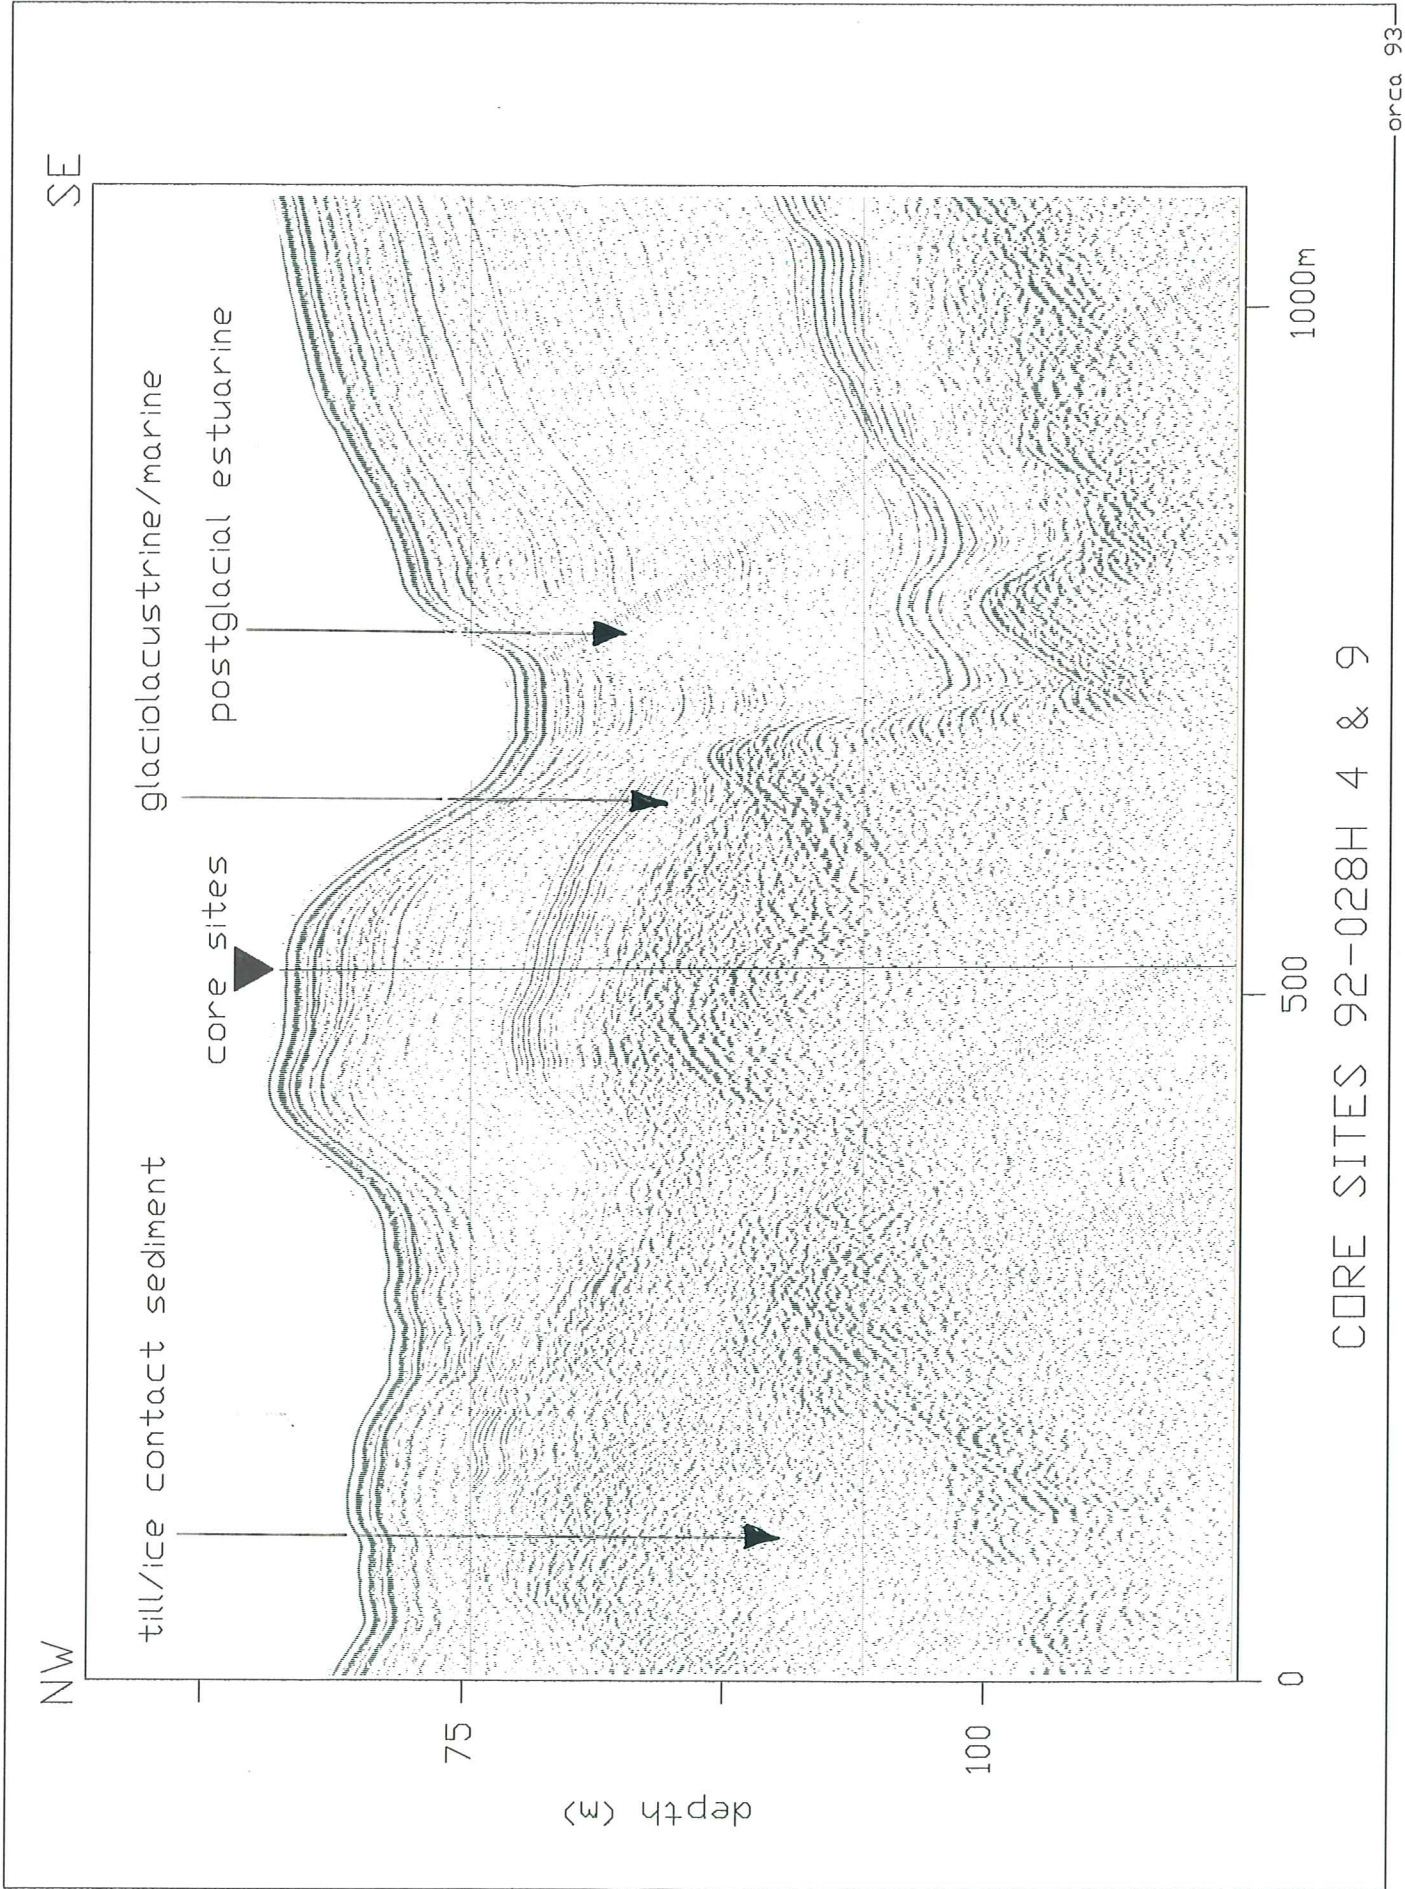 NW
SE
till/ice contact sediment
core sites
glaciolacustrine/marine
postglacial estuarine
75
100
depth (m)
0
500
1000m
CORE SITES 92-028H 4 & 9
orca 93